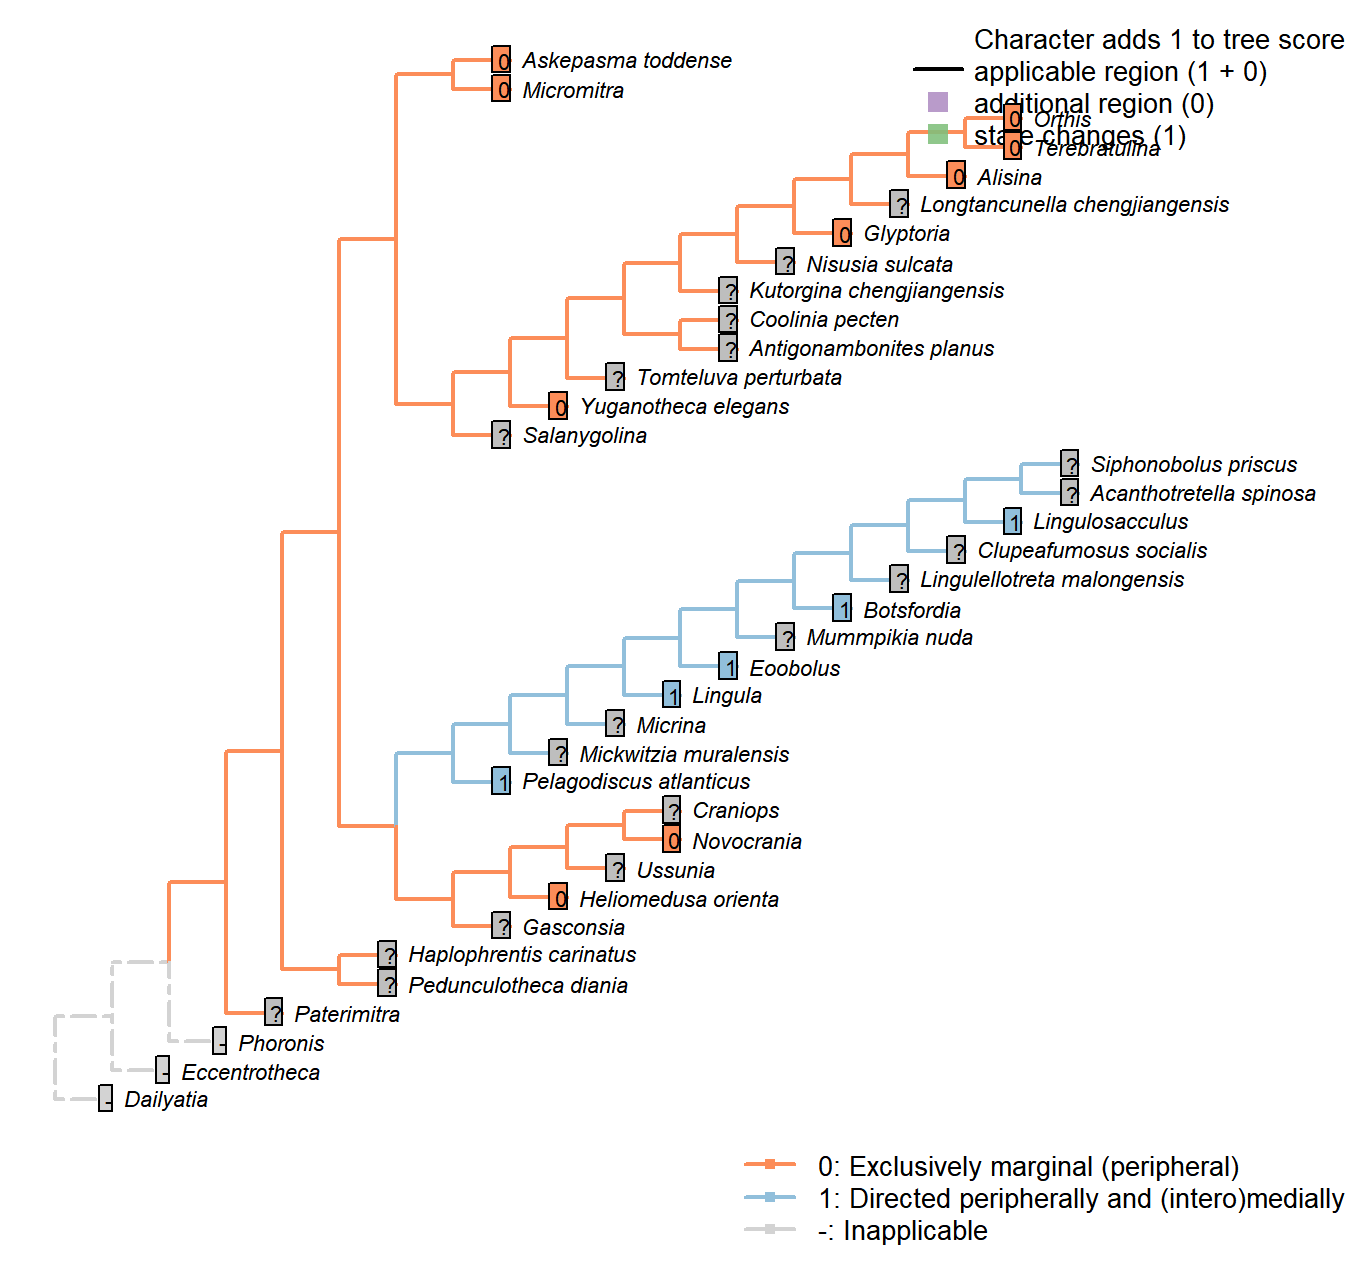 Character adds 1 to tree score
applicable region (1 + 0)
additional region (0)
state changes (1)
0 Askepasma toddense
0 Micromitra
0 Orthis
0 Terebratulina
0 Alisina
? Longtancunella chengjiangensis
0 Glyptoria
? Nisusia sulcata
? Kutorgina chengjiangensis
? Coolinia pecten
? Antigonambonites planus
? Tomteluva perturbata
0 Yuganotheca elegans
? Salanygolina
? Siphonobolus priscus
? Acanthotretella spinosa
1 Lingulosacculus
? Clupeafumosus socialis
? Lingulellotreta malongensis
1 Botsfordia
? Mummpikia nuda
1 Eoobolus
1 Lingula
? Micrina
? Mickwitzia muralensis
1 Pelagodiscus atlanticus
? Craniops
0 Novocrania
? Ussunia
0 Heliomedusa orienta
? Gasconsia
? Haplophrentis carinatus
? Pedunculotheca diania
? Paterimitra
- Phoronis
- Eccentrotheca
- Dailyatia
0: Exclusively marginal (peripheral)
1: Directed peripherally and (intero)medially
-: Inapplicable